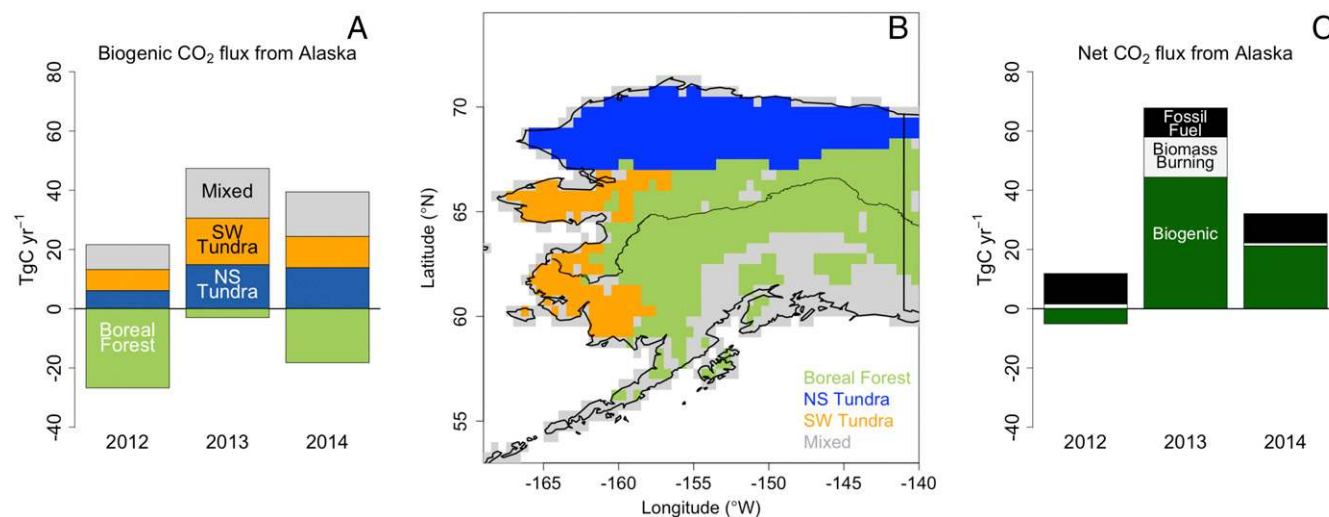 A
Biogenic CO₂ flux from Alaska
TgC yr⁻¹
80
60
40
20
0
-20
-40
Mixed
SW
Tundra
NS
Tundra
Boreal
Forest
2012
2013
2014
B
Latitude (°N)
70
65
60
55
Boreal Forest
NS Tundra
SW Tundra
Mixed
-165
-160
-155
-150
-145
-140
Longitude (°W)
C
Net CO₂ flux from Alaska
TgC yr⁻¹
80
60
40
20
0
-20
-40
Fossil
Fuel
Biomass
Burning
Biogenic
2012
2013
2014